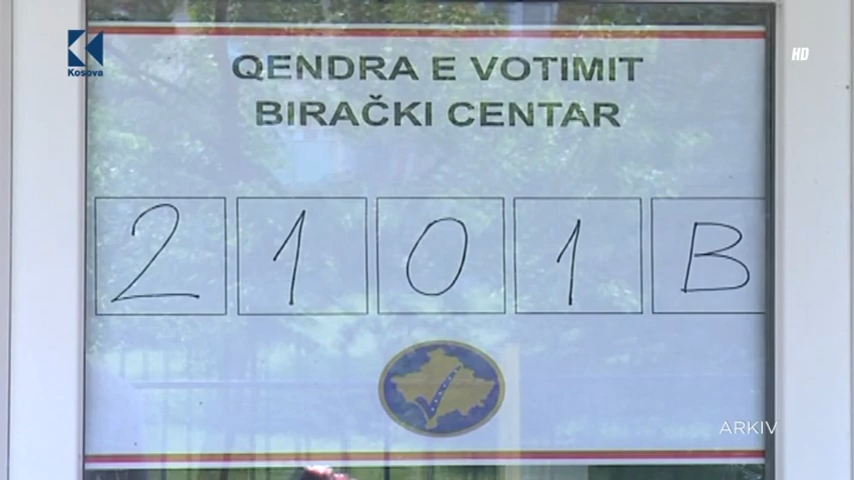 Kosova
HD
QENDRA E VOTIMIT
BIRAČKI CENTAR
2 1 0 1 B
ARKIV